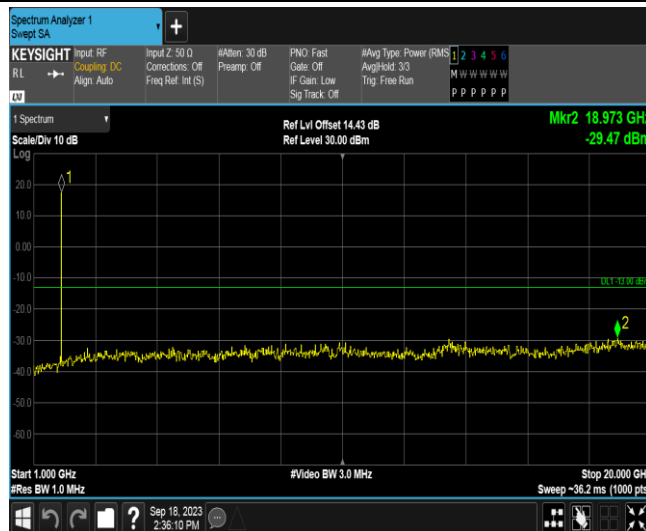 Spectrum Analyzer 1
Swept SA
+
KEYSIGHT
RL
LXI
Input: RF
Coupling: DC
Align: Auto
Input Z: 50 Ω
Corrections: Off
Freq Ref: Int (S)
#Atten: 30 dB
Preamp: Off
PNO: Fast
Gate: Off
IF Gain: Low
Sig Track: Off
#Avg Type: Power (RMS
Avg|Hold: 3/3
Trig: Free Run
1 2 3 4 5 6
M W W W W W
P P P P P P
1 Spectrum
Scale/Div 10 dB
Log
Ref Lvl Offset 14.43 dB
Ref Level 30.00 dBm
Mkr2 18.973 GHz
-29.47 dBm
1
20.0
10.0
0.00
-10.0
DL1 -13.00 dBm
-20.0
2
-30.0
-40.0
-50.0
-60.0
Start 1.000 GHz
#Res BW 1.0 MHz
#Video BW 3.0 MHz
Stop 20.000 GHz
Sweep ~36.2 ms (1000 pts
?
Sep 18, 2023
2:36:10 PM